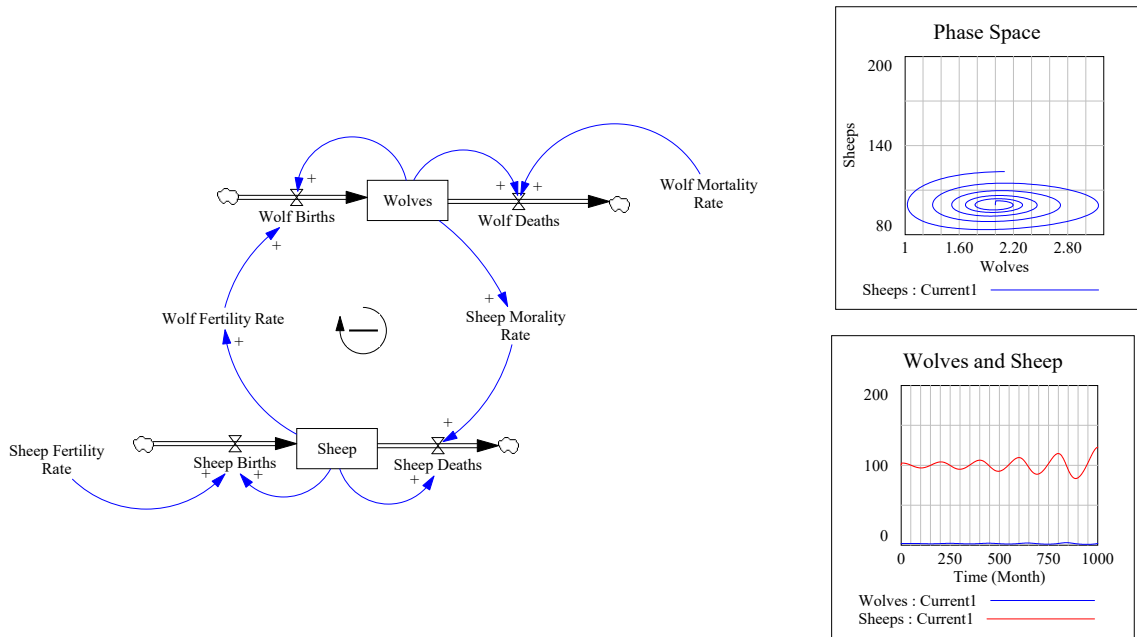 +
+
+
Wolves
Wolf Births
Wolf Deaths
Wolf Mortality
Rate
+
+
Wolf Fertility Rate
Sheep Morality
Rate
+
+
Sheep Fertility
Rate
Sheep
Sheep Births
Sheep Deaths
+
+
+
Phase Space
200
140
80
Sheeps
1
1.60
2.20
2.80
Wolves
Sheeps : Current1
Wolves and Sheep
200
100
0
0
250
500
750
1000
Time (Month)
Wolves : Current1
Sheeps : Current1